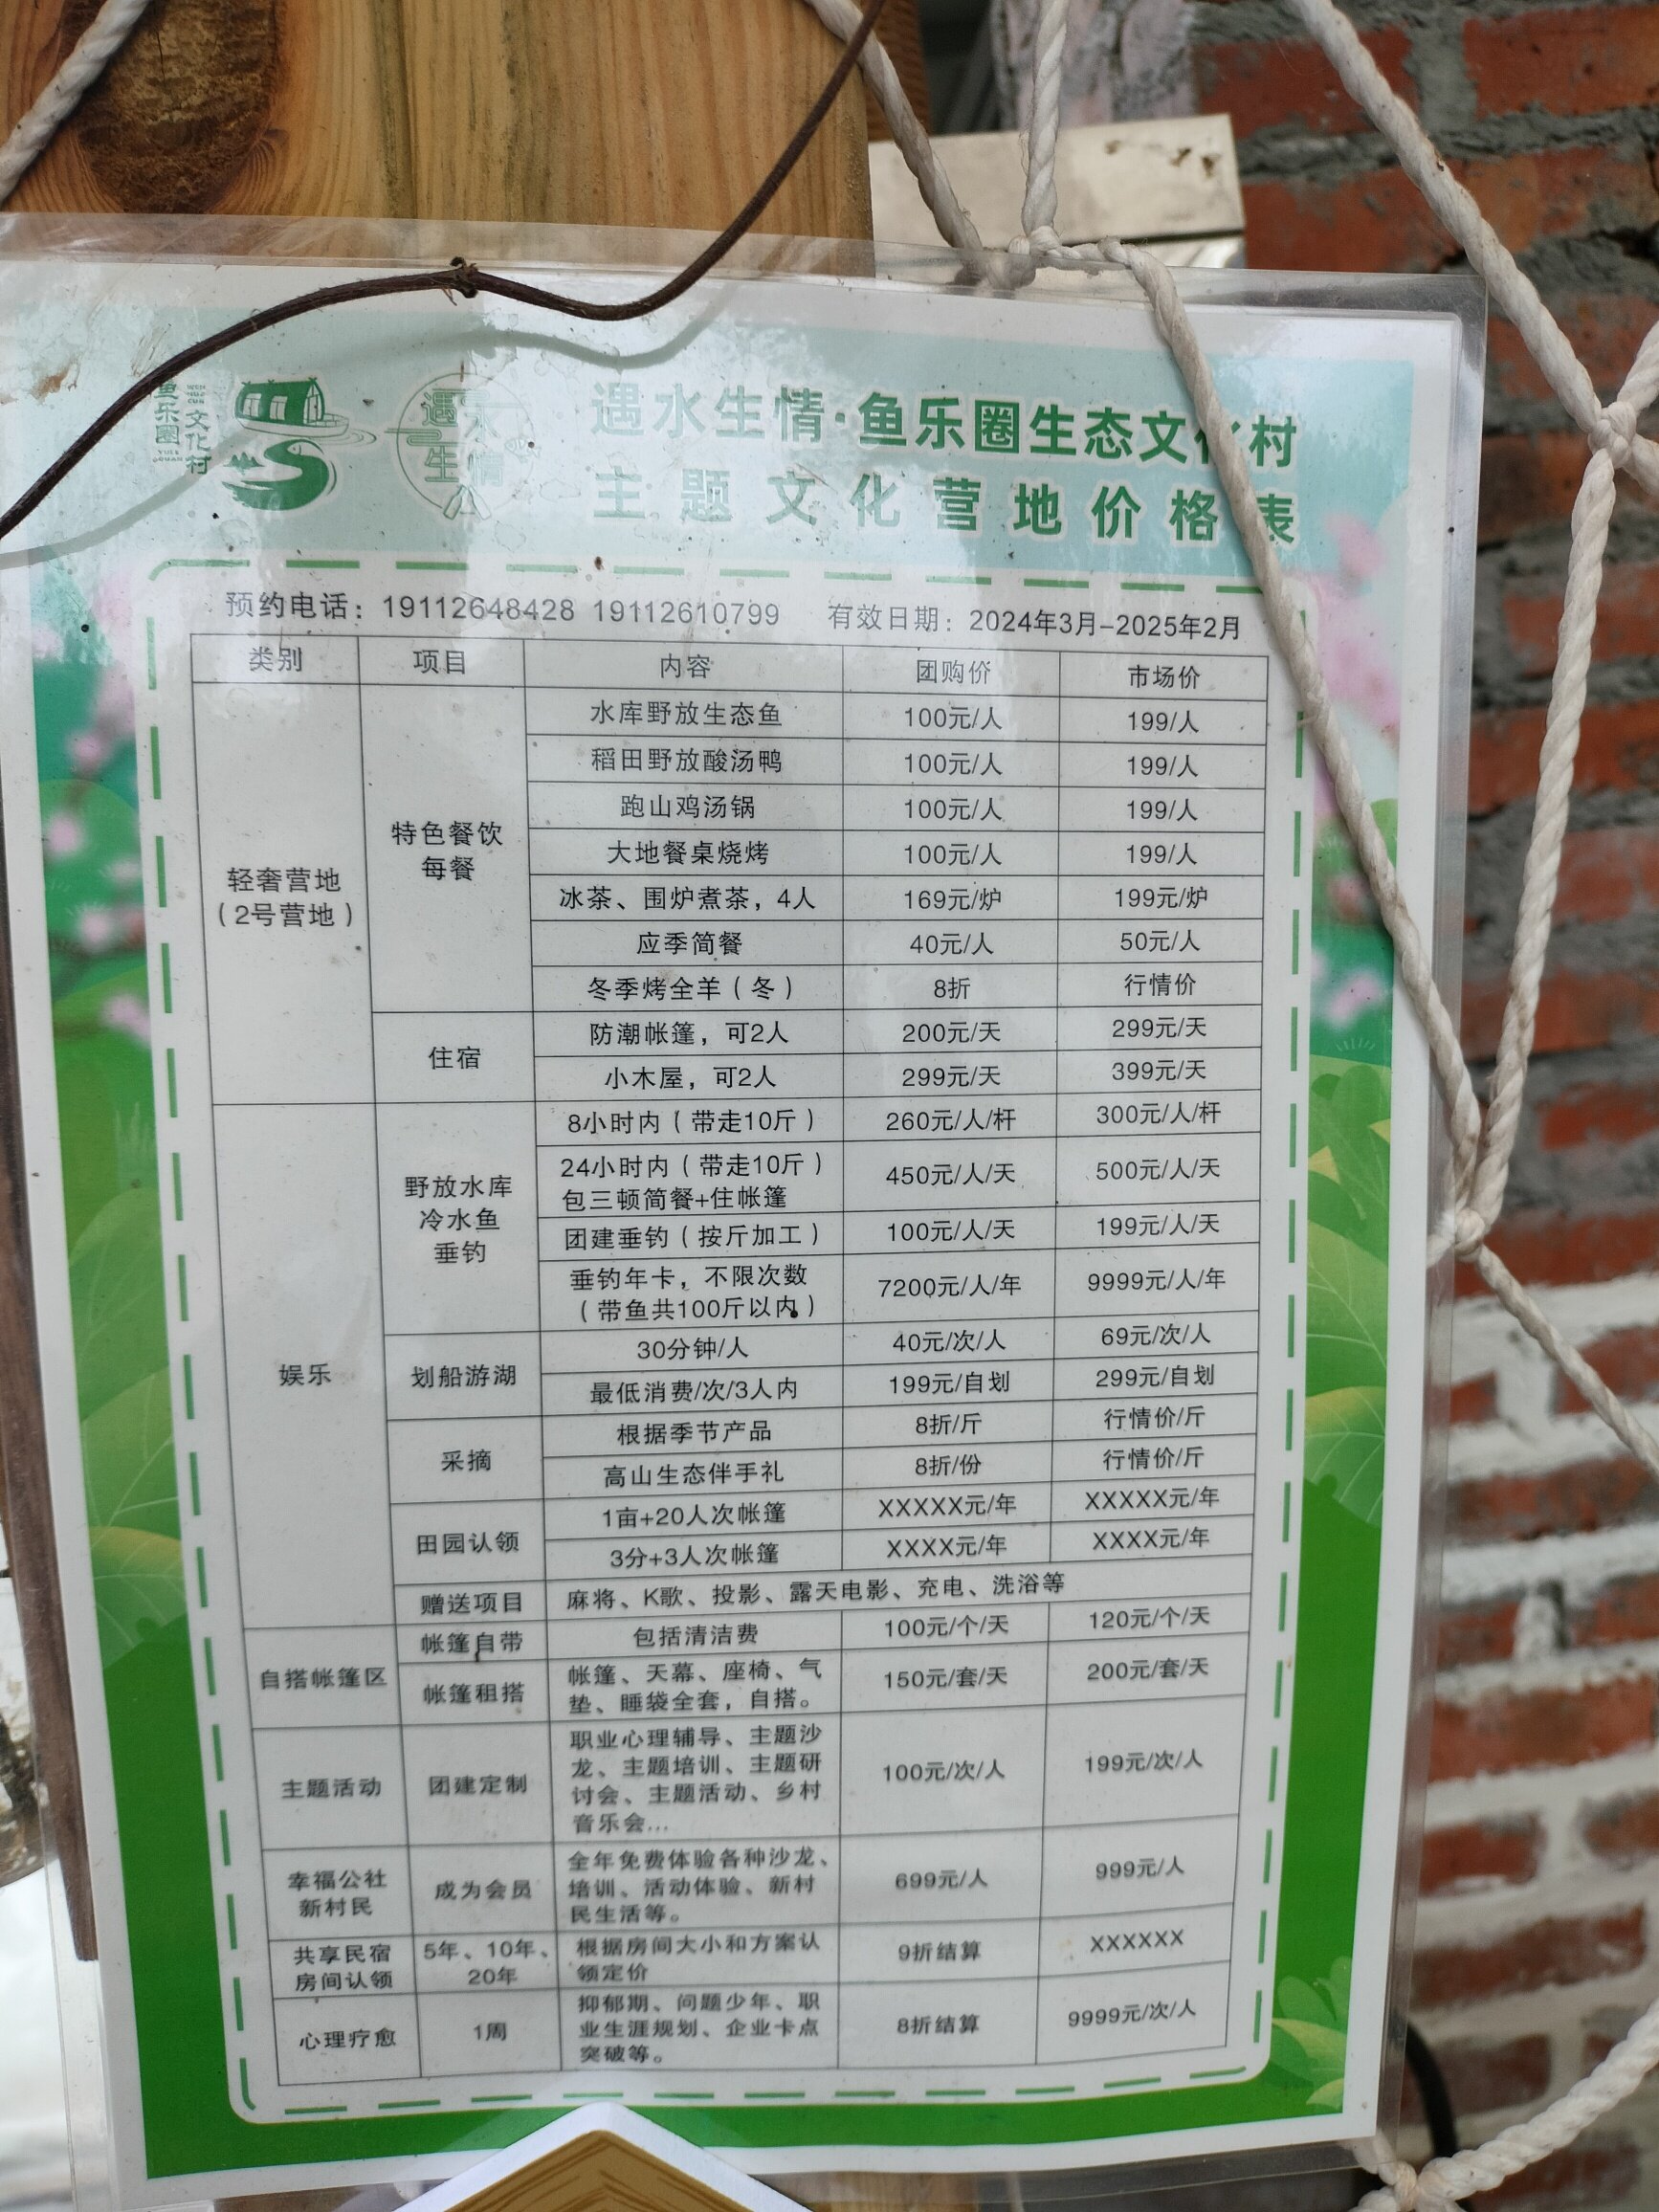 鱼乐圈
文化村
遇水生情
遇水生情·鱼乐圈生态文化村
主题文化营地价格表
预约电话：19112648428 19112610799 有效日期：2024年3月–2025年2月
类别 项目 内容 团购价 市场价
轻奢营地
（2号营地）
特色餐饮
每餐
水库野放生态鱼 100元/人 199/人
稻田野放酸汤鸭 100元/人 199/人
跑山鸡汤锅 100元/人 199/人
大地餐桌烧烤 100元/人 199/人
冰茶、围炉煮茶，4人 169元/炉 199元/炉
应季简餐 40元/人 50元/人
冬季烤全羊（冬） 8折 行情价
住宿
防潮帐篷，可2人 200元/天 299元/天
小木屋，可2人 299元/天 399元/天
娱乐
野放水库
冷水鱼
垂钓
8小时内（带走10斤） 260元/人/杆 300元/人/杆
24小时内（带走10斤）
包三顿简餐+住帐篷 450元/人/天 500元/人/天
团建垂钓（按斤加工） 100元/人/天 199元/人/天
垂钓年卡，不限次数
（带鱼共100斤以内） 7200元/人/年 9999元/人/年
划船游湖
30分钟/人 40元/次/人 69元/次/人
最低消费/次/3人内 199元/自划 299元/自划
采摘
根据季节产品 8折/斤 行情价/斤
高山生态伴手礼 8折/份 行情价/斤
田园认领
1亩+20人次帐篷 XXXXX元/年 XXXXX元/年
3分+3人次帐篷 XXXX元/年 XXXX元/年
赠送项目 麻将、K歌、投影、露天电影、充电、洗浴等
自搭帐篷区
帐篷自带 包括清洁费 100元/个/天 120元/个/天
帐篷租搭 帐篷、天幕、座椅、气
垫、睡袋全套，自搭。 150元/套/天 200元/套/天
主题活动 团建定制
职业心理辅导、主题沙
龙、主题培训、主题研
讨会、主题活动、乡村
音乐会...
100元/次/人 199元/次/人
幸福公社
新村民
成为会员
全年免费体验各种沙龙、
培训、活动体验、新村
民生活等。
699元/人 999元/人
共享民宿
房间认领
5年、10年、
20年
根据房间大小和方案认
领定价
9折结算 XXXXXX
心理疗愈 1周
抑郁期、问题少年、职
业生涯规划、企业卡点
突破等。
8折结算 9999元/次/人